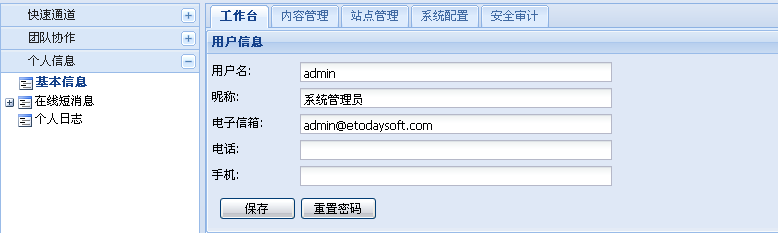 快速通道
团队协作
个人信息
基本信息
在线短消息
个人日志
工作台 内容管理 站点管理 系统配置 安全审计
用户信息
用户名: admin
昵称: 系统管理员
电子信箱: admin@etodaysoft.com
电话:
手机:
保存 重置密码